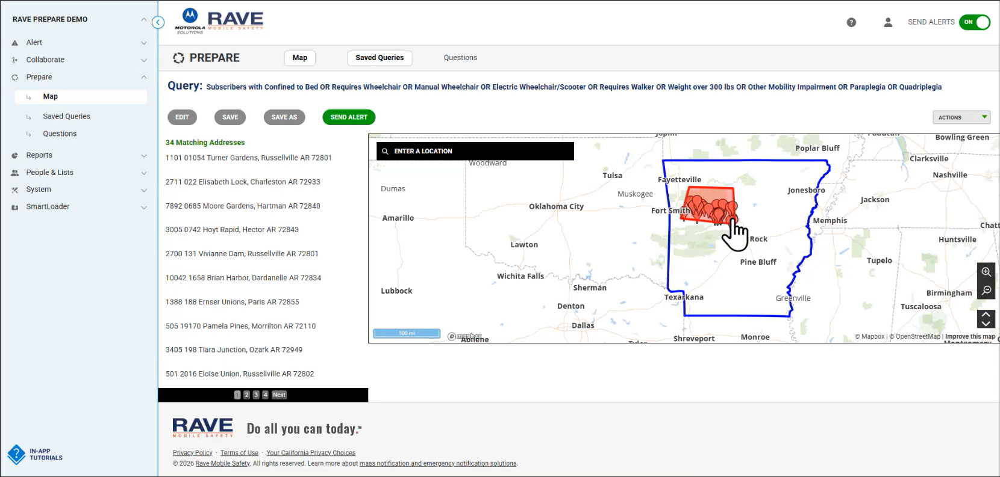 RAVE PREPARE DEMO
Alert
Collaborate
Prepare
Map
Saved Queries
Questions
Reports
People & Lists
System
SmartLoader
IN-APP
TUTORIALS
MOTOROLA
SOLUTIONS
RAVE
MOBILE SAFETY
SEND ALERTS
ON
PREPARE
Map
Saved Queries
Questions
Query: Subscribers with Confined to Bed OR Requires Wheelchair OR Manual Wheelchair OR Electric Wheelchair/Scooter OR Requires Walker OR Weight over 300 lbs OR Other Mobility Impairment OR Paraplegia OR Quadriplegia
EDIT
SAVE
SAVE AS
SEND ALERT
ACTIONS
34 Matching Addresses
1101 01054 Turner Gardens, Russellville AR 72801
2711 022 Elisabeth Lock, Charleston AR 72933
7892 0685 Moore Gardens, Hartman AR 72840
3005 0742 Hoyt Rapid, Hector AR 72843
2700 131 Vivianne Dam, Russellville AR 72801
10042 1658 Brian Harbor, Dardanelle AR 72834
1388 188 Ernser Unions, Paris AR 72855
505 19170 Pamela Pines, Morrilton AR 72110
3405 198 Tiara Junction, Ozark AR 72949
501 2016 Eloise Union, Russellville AR 72802
1 2 3 4 Next
ENTER A LOCATION
Joplin
Paducah
Bowling Green
Poplar Bluff
Clarksville
Woodward
Tulsa
Fayetteville
Nashville
Dumas
Muskogee
Jonesboro
Jackson
Oklahoma City
Fort Smith
Amarillo
Memphis
Chatt
Rock
Huntsville
Lawton
Pine Bluff
Tupelo
Wichita Falls
Sherman
Lubbock
Texarkana
Greenville
Birmingham
Denton
Tuscaloosa
Dallas
100 mi
mapbox
Abilene
Tyler
Shreveport
Monroe
© Mapbox | © OpenStreetMap | Improve this map
Montgomery
RAVE
MOBILE SAFETY
Do all you can today.™
Privacy Policy · Terms of Use · Your California Privacy Choices
© 2026 Rave Mobile Safety. All rights reserved. Learn more about mass notification and emergency notification solutions.